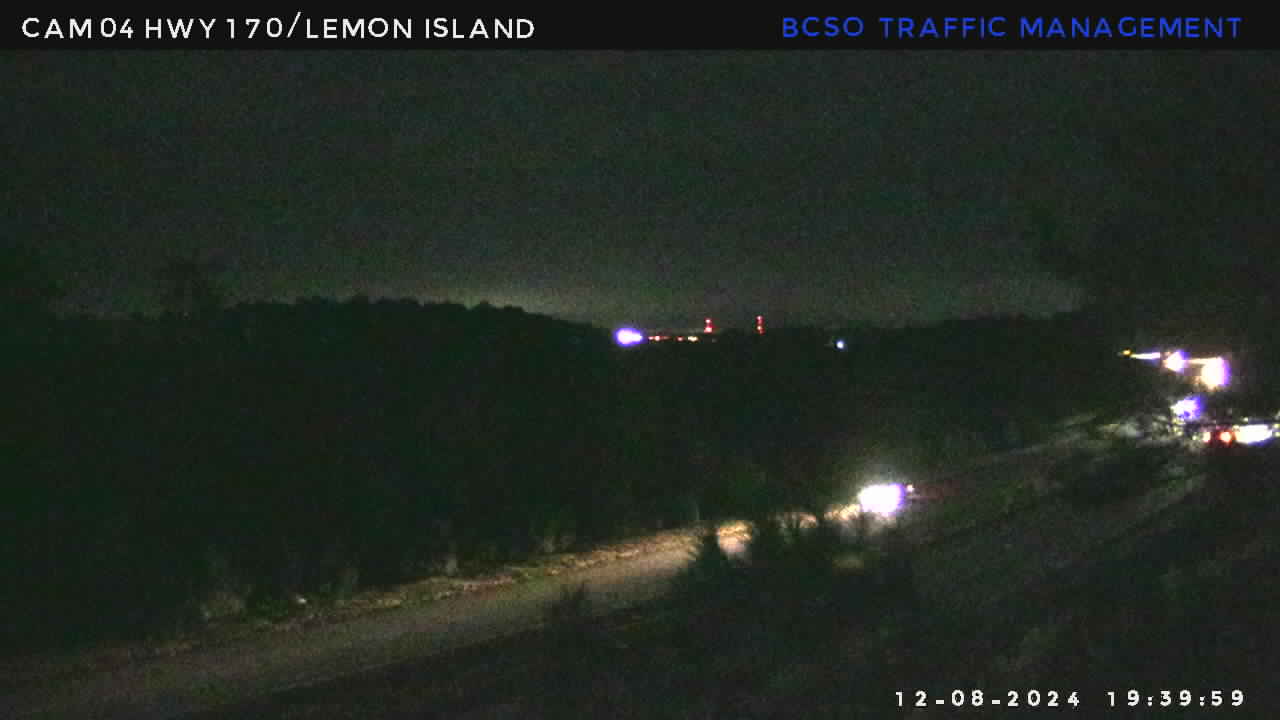 CAM04 HWY 170/LEMON ISLAND
BCSO TRAFFIC MANAGEMENT
12-08-2024 19:39:59